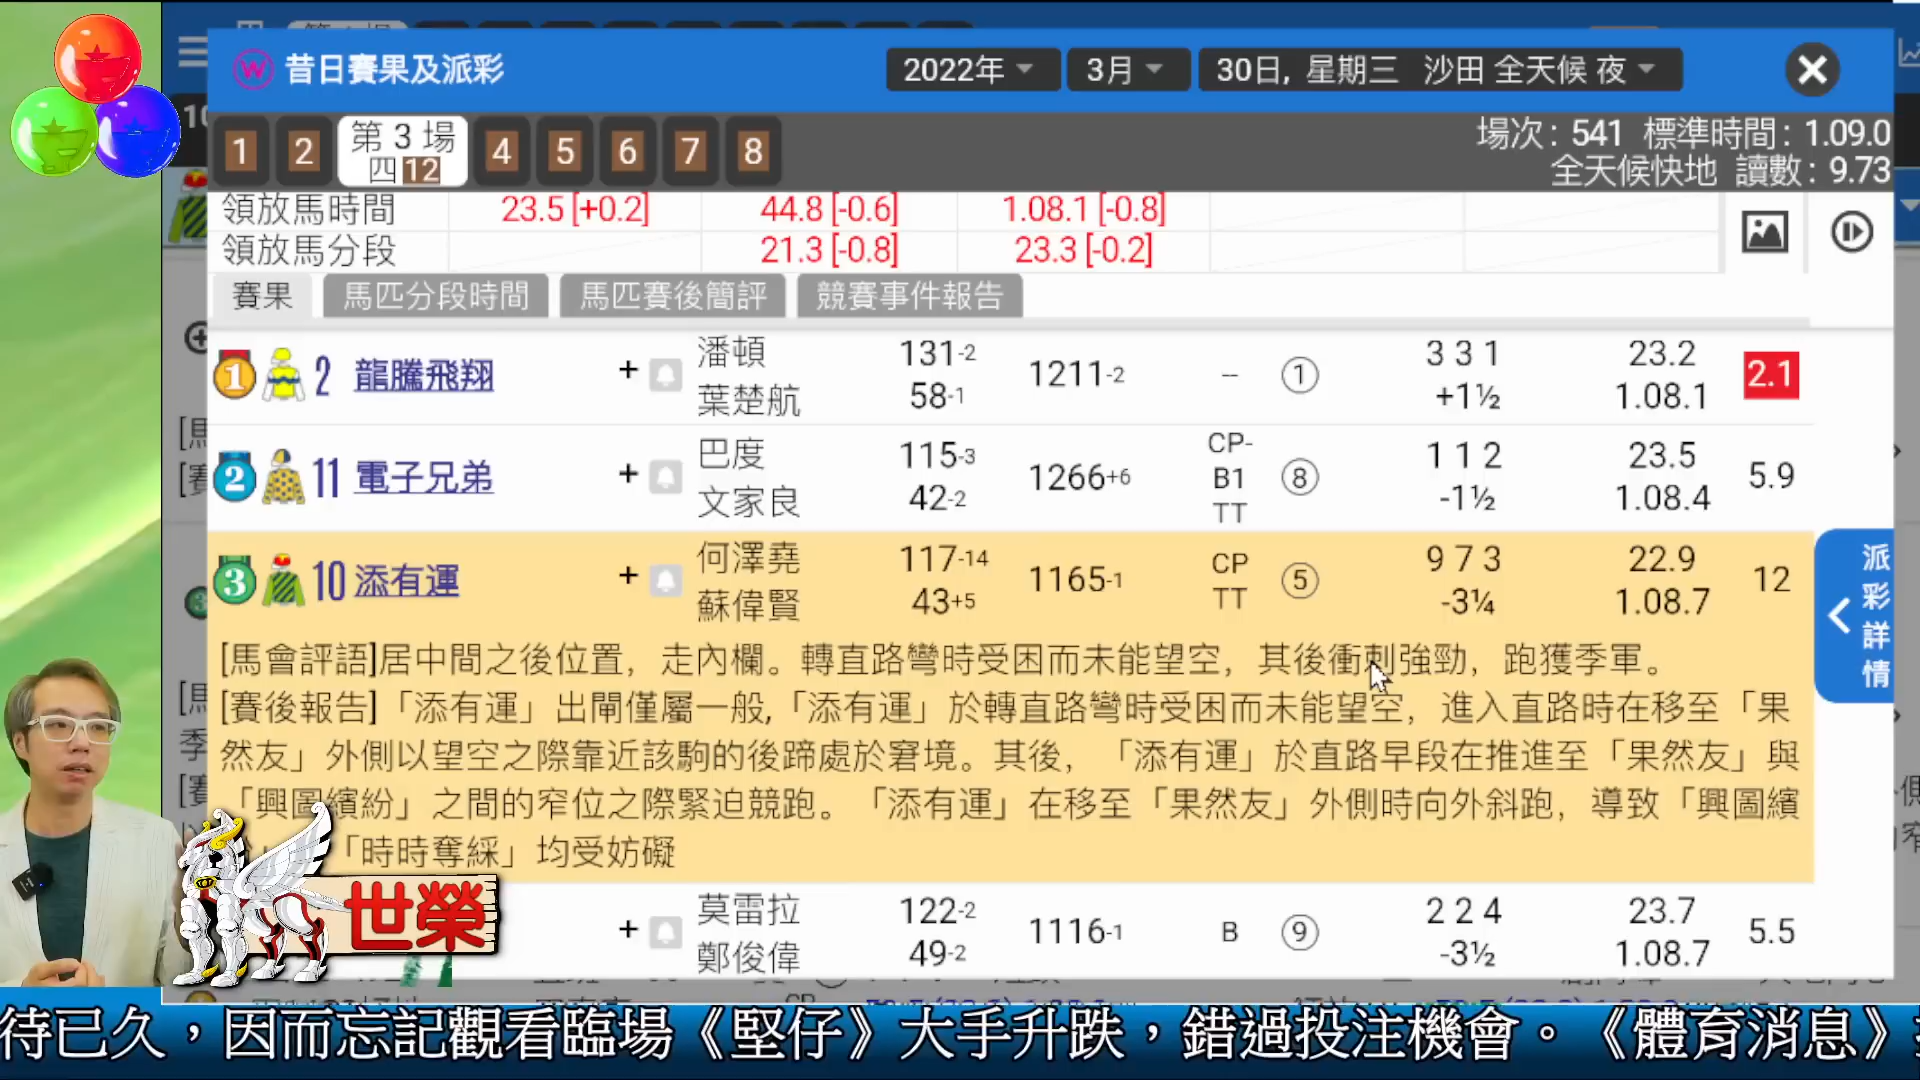 昔日賽果及派彩
2022年
3月
30日, 星期三 沙田 全天候 夜
1
2
第 3 場
四 12
4
5
6
7
8
場次: 541 標準時間: 1.09.0
全天候快地 讀數: 9.73
領放馬時間 23.5 [+0.2] 44.8 [-0.6] 1.08.1 [-0.8]
領放馬分段 21.3 [-0.8] 23.3 [-0.2]
賽果
馬匹分段時間
馬匹賽後簡評
競賽事件報告
1 2 龍騰飛翔 + 潘頓 131-2 1211-2 -- 1 3 3 1 23.2 2.1
葉楚航 58-1 +1½ 1.08.1
2 11 電子兄弟 + 巴度 115-3 1266+6 CP- B1 TT 8 1 1 2 23.5 5.9
文家良 42-2 -1½ 1.08.4
3 10 添有運 + 何澤堯 117-14 1165-1 CP TT 5 9 7 3 22.9 12
蘇偉賢 43+5 -3¼ 1.08.7
[馬會評語]居中間之後位置，走內欄。轉直路彎時受困而未能望空，其後衝刺強勁，跑獲季軍。
[賽後報告]「添有運」出閘僅屬一般,「添有運」於轉直路彎時受困而未能望空，進入直路時在移至「果
然友」外側以望空之際靠近該駒的後蹄處於窘境。其後，「添有運」於直路早段在推進至「果然友」與
「興圖繽紛」之間的窄位之際緊迫競跑。「添有運」在移至「果然友」外側時向外斜跑，導致「興圖繽
「時時奪綵」均受妨礙
+ 莫雷拉 122-2 1116-1 B 9 2 2 4 23.7 5.5
鄭俊偉 49-2 -3½ 1.08.7
派彩詳情
世榮
待已久，因而忘記觀看臨場《堅仔》大手升跌，錯過投注機會。《體育消息》